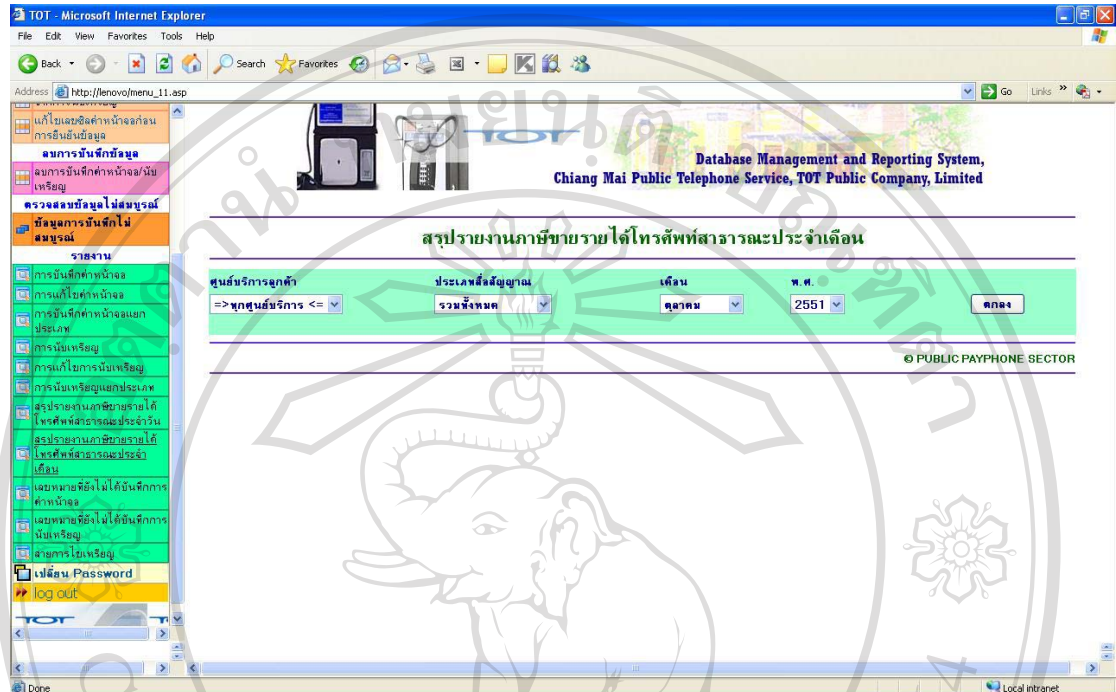 TOT - Microsoft Internet Explorer
File Edit View Favorites Tools Help
Back Search Favorites
Address http://lenovo/menu_11.asp Go Links »
แก้ไขเลขซีลค่าหน้าจอก่อน
การยืนยันข้อมูล
ลบการบันทึกข้อมูล
ลบการบันทึกค่าหน้าจอ/นับ
เหรียญ
ตรวจสอบข้อมูลไม่สมบูรณ์
ข้อมูลการบันทึกไม่
สมบูรณ์
รายงาน
การบันทึกค่าหน้าจอ
การแก้ไขค่าหน้าจอ
การบันทึกค่าหน้าจอแยก
ประเภท
การนับเหรียญ
การแก้ไขการนับเหรียญ
การนับเหรียญแยกประเภท
สรุปรายงานภาษีขายรายได้
โทรศัพท์สาธารณะประจำวัน
สรุปรายงานภาษีขายรายได้
โทรศัพท์สาธารณะประจำ
เดือน
เลขหมายที่ยังไม่ได้บันทึกการ
ค่าหน้าจอ
เลขหมายที่ยังไม่ได้บันทึกการ
นับเหรียญ
สายการไขเหรียญ
เปลี่ยน Password
log out
TOT
TOT
Database Management and Reporting System,
Chiang Mai Public Telephone Service, TOT Public Company, Limited
สรุปรายงานภาษีขายรายได้โทรศัพท์สาธารณะประจำเดือน
ศูนย์บริการลูกค้า ประเภทสื่อสัญญาณ เดือน พ.ศ.
=>ทุกศูนย์บริการ <= รวมทั้งหมด ตุลาคม 2551 ตกลง
© PUBLIC PAYPHONE SECTOR
Done Local intranet